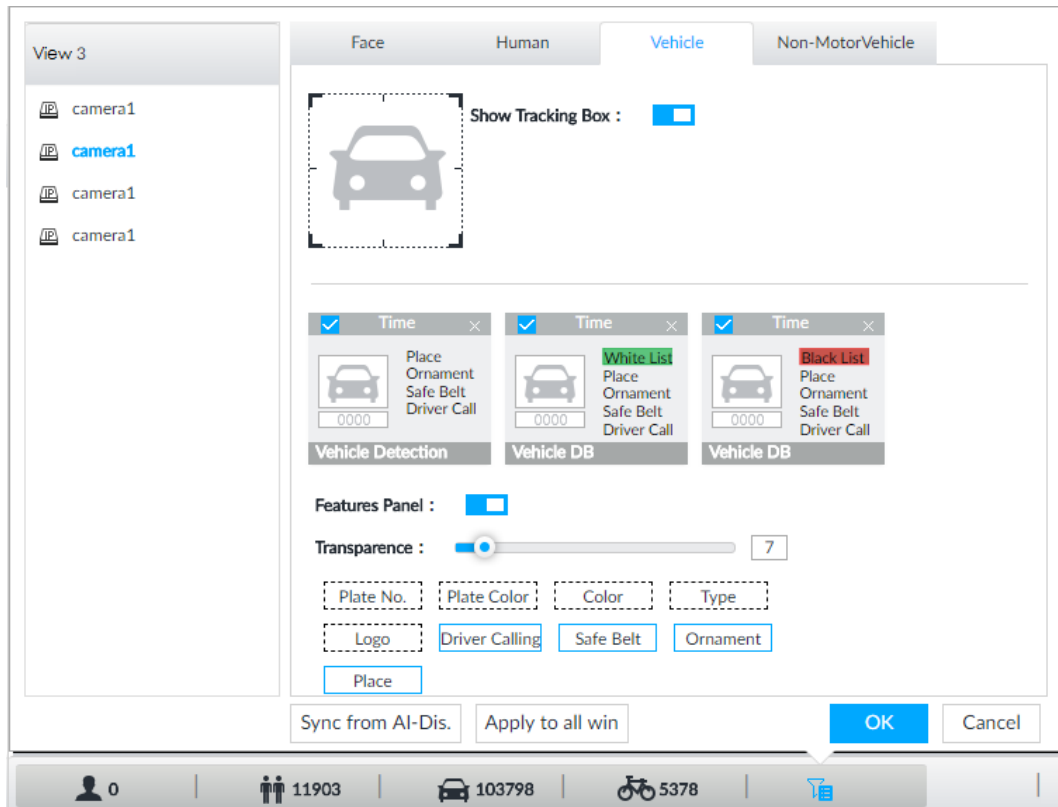 View 3
camera1
camera1
camera1
camera1
Face Human Vehicle Non-MotorVehicle
Show Tracking Box :
Time
Place
Ornament
Safe Belt
Driver Call
0000
Vehicle Detection
Time
White List
Place
Ornament
Safe Belt
Driver Call
0000
Vehicle DB
Time
Black List
Place
Ornament
Safe Belt
Driver Call
0000
Vehicle DB
Features Panel :
Transparence : 7
Plate No. Plate Color Color Type
Logo Driver Calling Safe Belt Ornament
Place
Sync from AI-Dis. Apply to all win OK Cancel
0 | 11903 | 103798 | 5378 | |